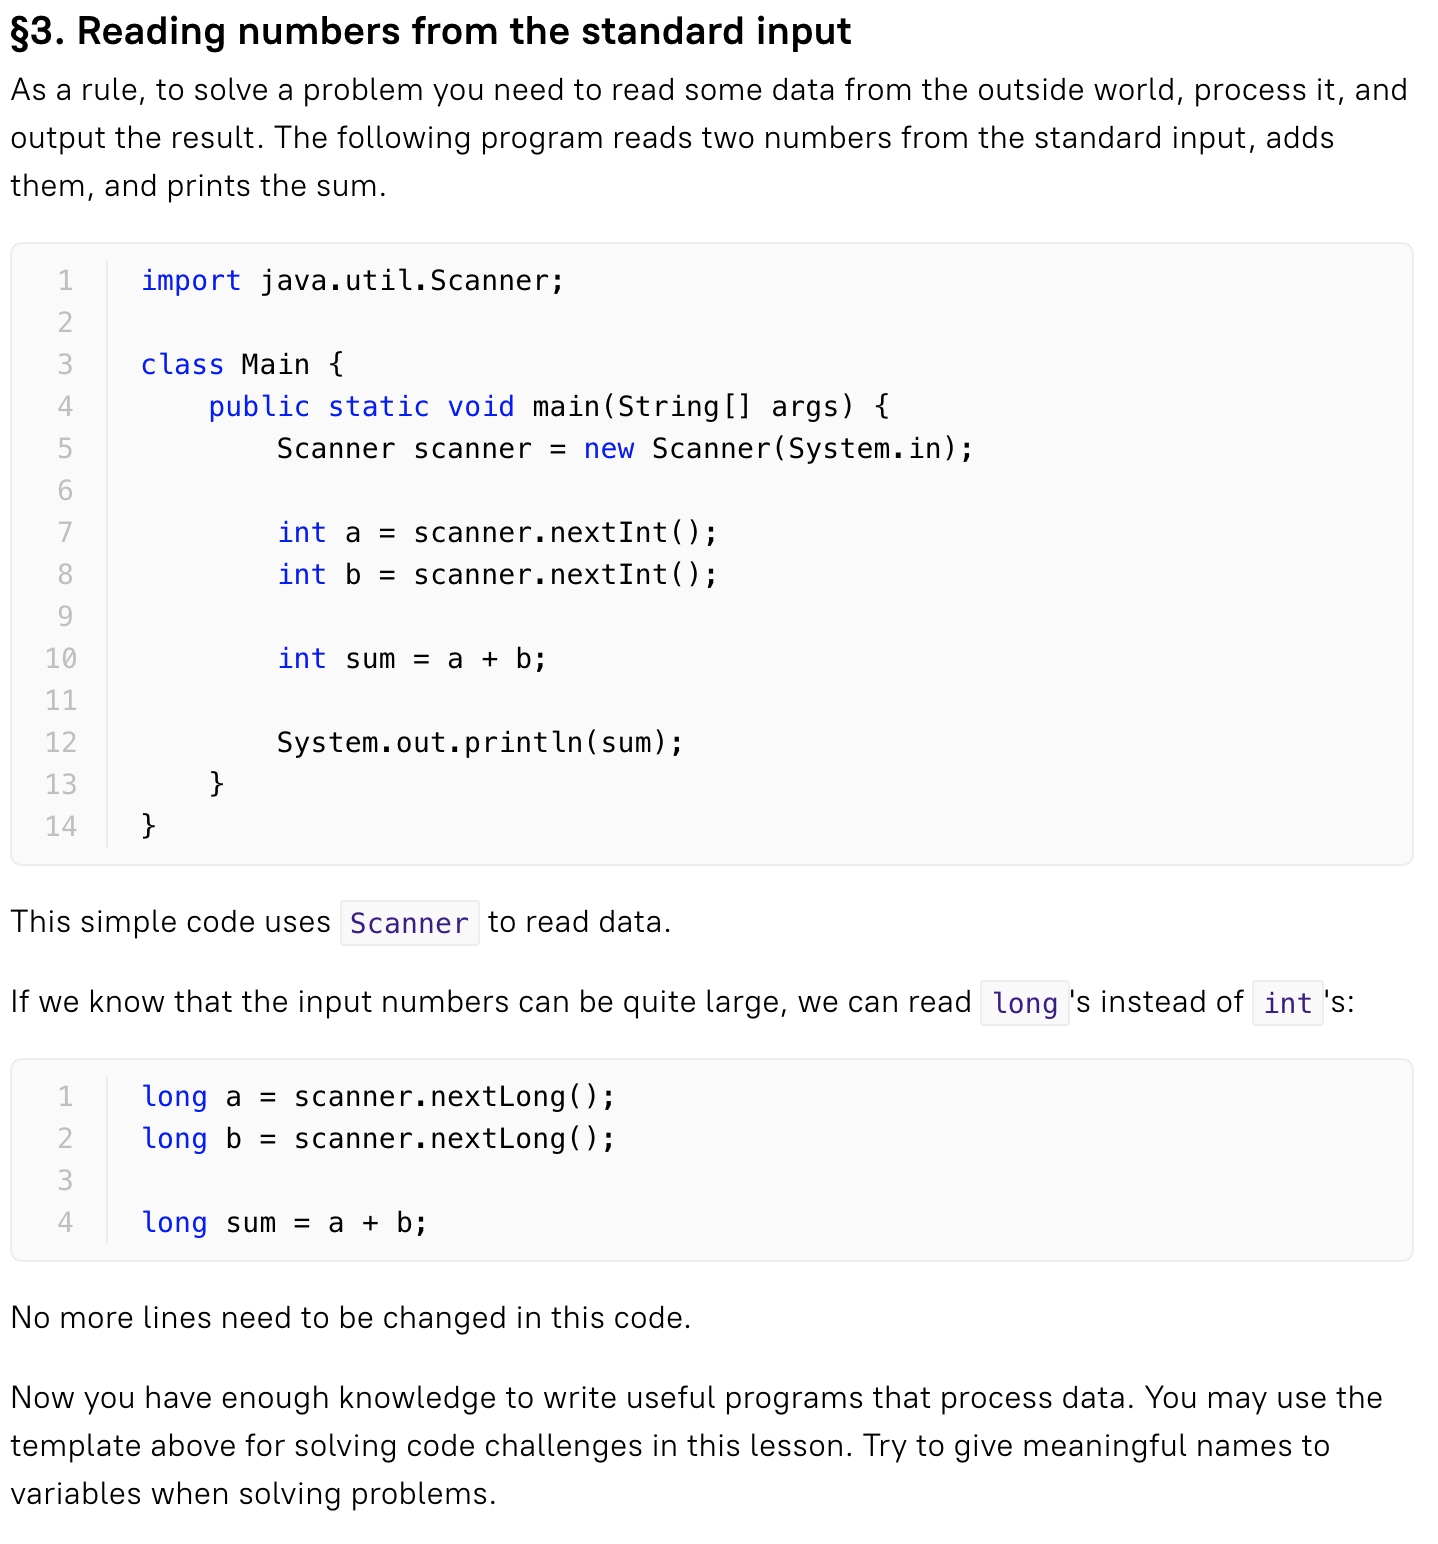 §3. Reading numbers from the standard input
As a rule, to solve a problem you need to read some data from the outside world, process it, and
output the result. The following program reads two numbers from the standard input, adds
them, and prints the sum.
1 import java.util.Scanner;
2
3 class Main {
4     public static void main(String[] args) {
5         Scanner scanner = new Scanner(System.in);
6
7         int a = scanner.nextInt();
8         int b = scanner.nextInt();
9
10         int sum = a + b;
11
12         System.out.println(sum);
13     }
14 }
This simple code uses Scanner to read data.
If we know that the input numbers can be quite large, we can read long's instead of int's:
1 long a = scanner.nextLong();
2 long b = scanner.nextLong();
3
4 long sum = a + b;
No more lines need to be changed in this code.
Now you have enough knowledge to write useful programs that process data. You may use the
template above for solving code challenges in this lesson. Try to give meaningful names to
variables when solving problems.